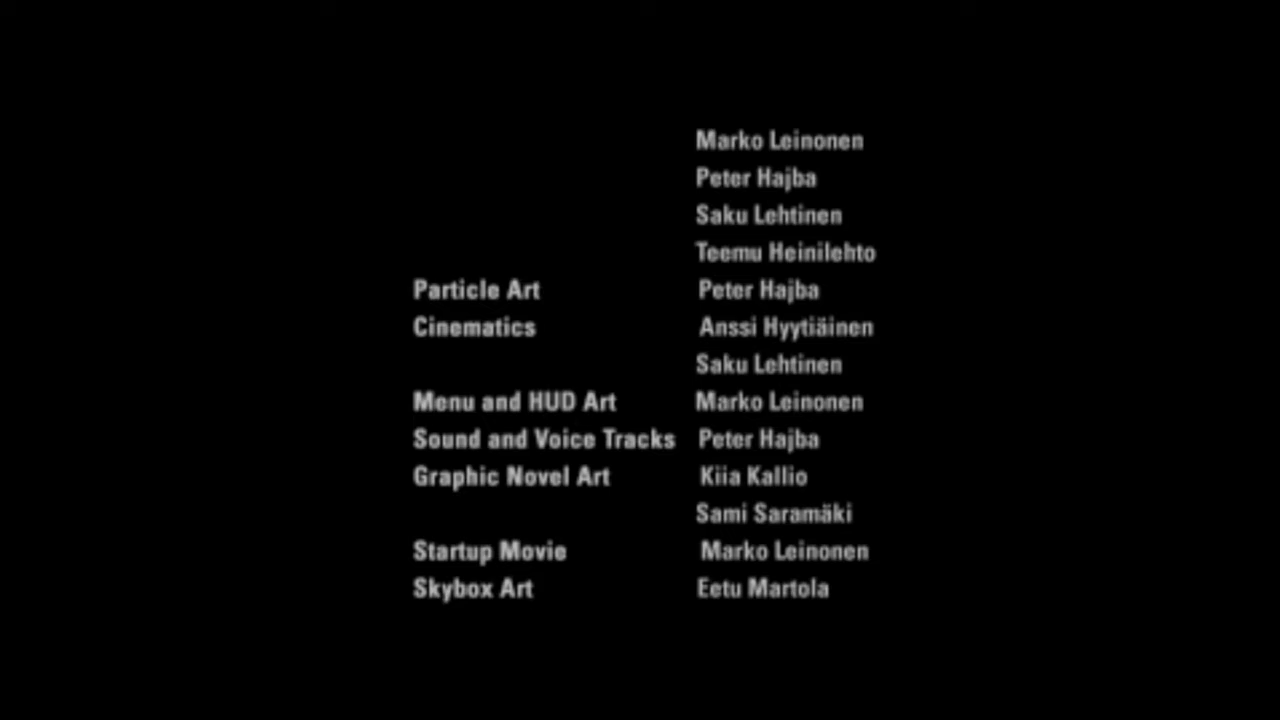 Marko Leinonen
Peter Hajba
Saku Lehtinen
Teemu Heinilehto
Particle Art Peter Hajba
Cinematics Anssi Hyytiäinen
Saku Lehtinen
Menu and HUD Art Marko Leinonen
Sound and Voice Tracks Peter Hajba
Graphic Novel Art Kiia Kallio
Sami Saramäki
Startup Movie Marko Leinonen
Skybox Art Eetu Martola